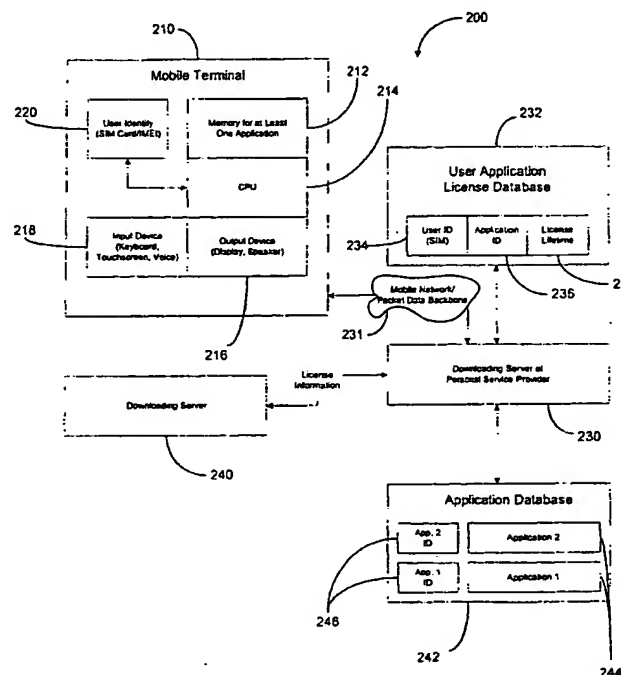 200
210
Mobile Terminal
212
214
220
User Identity
(SIM Card/IMEI)
Memory for at Least
One Application
CPU
218
Input Device
(Keyboard,
Touchscreen, Voice)
Output Device
(Display, Speaker)
216
232
User Application
License Database
234
User ID
(SIM)
Application
ID
License
Lifetime
236
2
Mobile Network/
Packet Data Backbone
231
License
Information
Downloading Server
240
Downloading Server at
Personal Service Provider
230
Application Database
App. 2
ID
Application 2
App. 1
ID
Application 1
246
242
244